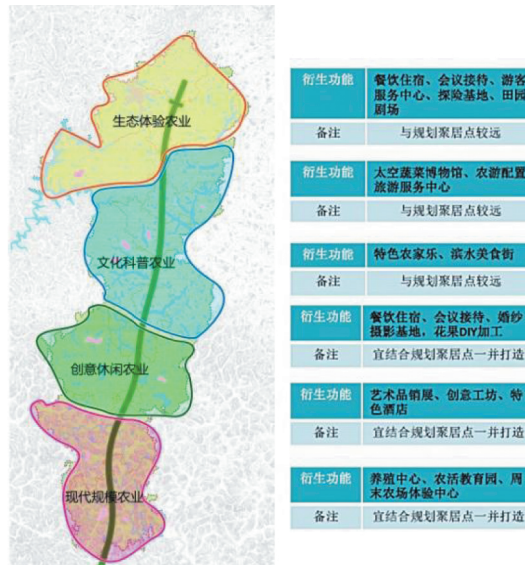 生态体验农业
文化科普农业
创意休闲农业
现代规模农业
衍生功能
餐饮住宿、会议接待、游客
服务中心、探险基地、田园
剧场
备注
与规划聚居点较远
衍生功能
太空蔬菜博物馆、农游配置
旅游服务中心
备注
与规划聚居点较远
衍生功能
特色农家乐、滨水美食街
备注
与规划聚居点较远
衍生功能
餐饮住宿、会议接待、婚纱
摄影基地，花果DIY加工
备注
宜结合规划聚居点一并打造
衍生功能
艺术品销展、创意工坊、特
色酒店
备注
宜结合规划聚居点一并打造
衍生功能
养殖中心、农活教育园、周
末农场体验中心
备注
宜结合规划聚居点一并打造